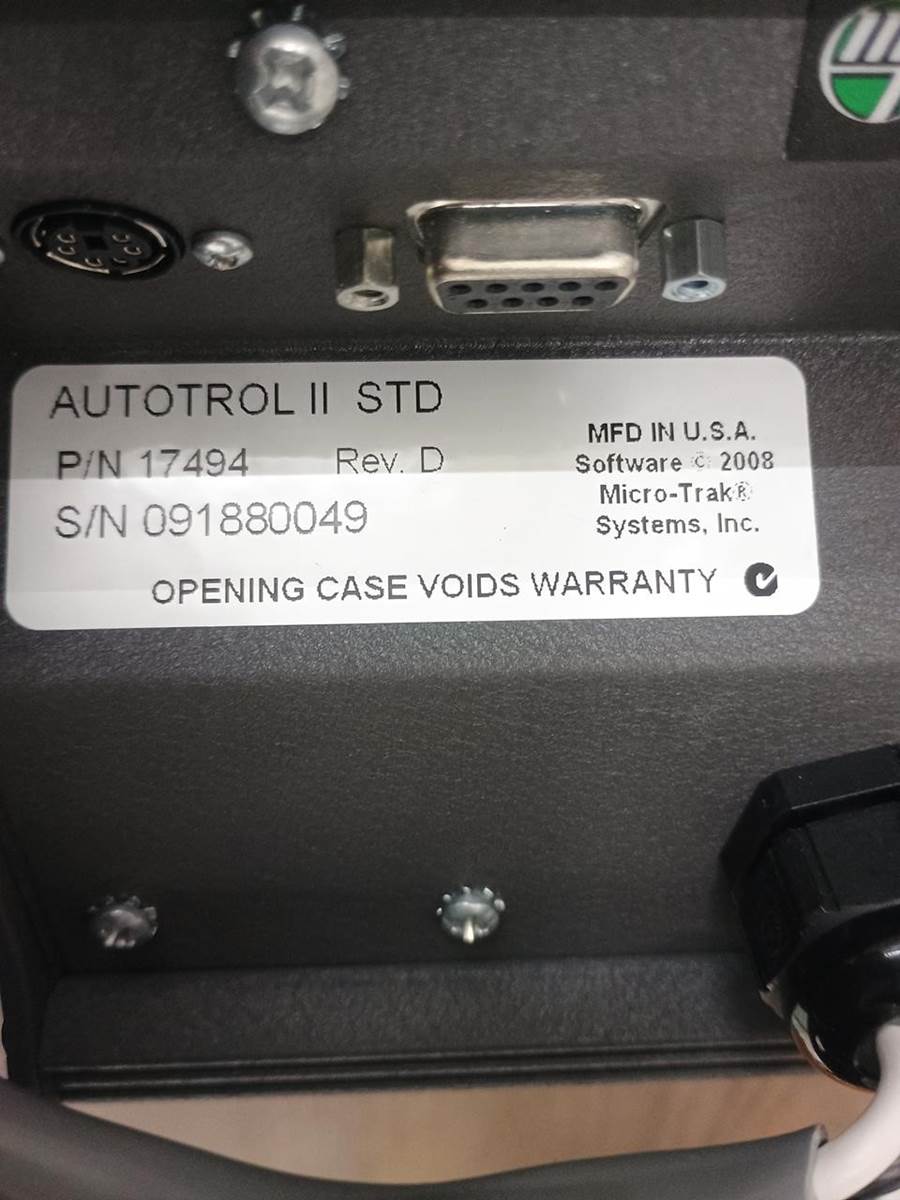 AUTOTROL II STD
P/N 17494 Rev. D
S/N 091880049
MFD IN U.S.A.
Software © 2008
Micro-Trak®
Systems, Inc.
OPENING CASE VOIDS WARRANTY